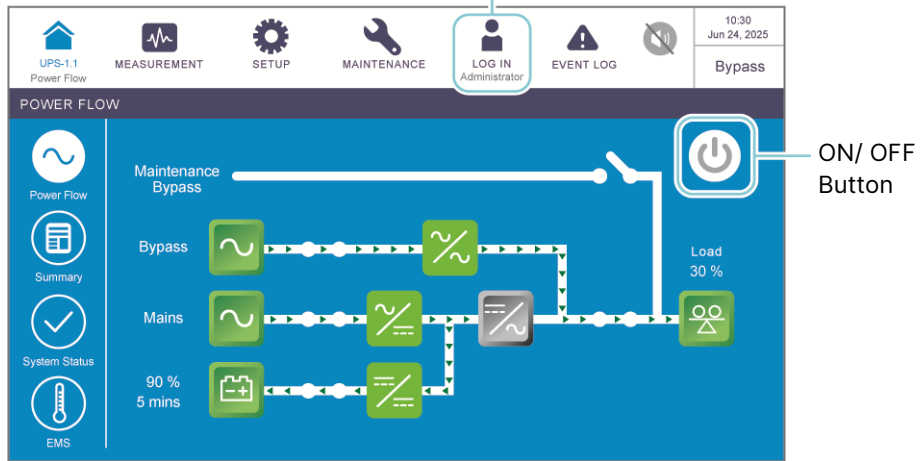 UPS-1.1
Power Flow
MEASUREMENT
SETUP
MAINTENANCE
LOG IN
Administrator
EVENT LOG
10:30
Jun 24, 2025
Bypass
POWER FLOW
Power Flow
Summary
System Status
EMS
Maintenance
Bypass
Bypass
Mains
90 %
5 mins
Load
30 %
ON/ OFF
Button